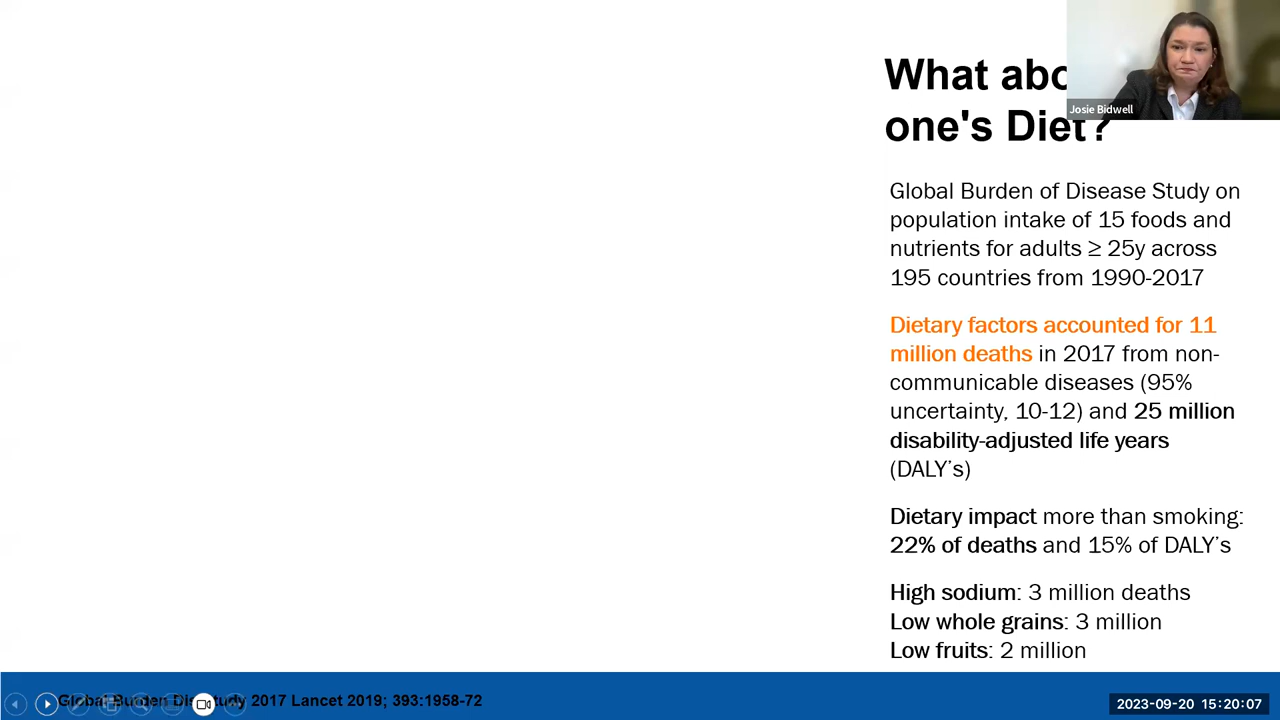 What abo
one's Diet?
Josie Bidwell
Global Burden of Disease Study on
population intake of 15 foods and
nutrients for adults ≥ 25y across
195 countries from 1990-2017
Dietary factors accounted for 11
million deaths in 2017 from non-
communicable diseases (95%
uncertainty, 10-12) and 25 million
disability-adjusted life years
(DALY’s)
Dietary impact more than smoking:
22% of deaths and 15% of DALY’s
High sodium: 3 million deaths
Low whole grains: 3 million
Low fruits: 2 million
Global Burden Dis Study 2017 Lancet 2019; 393:1958-72
2023-09-20 15:20:07